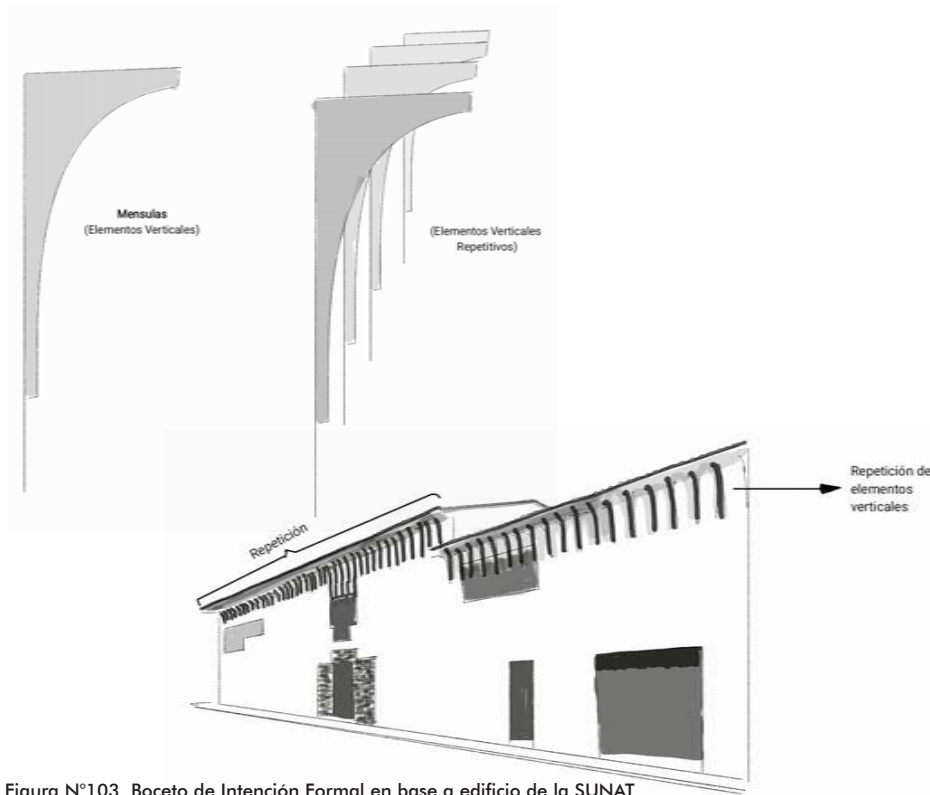 Mensulas
(Elementos Verticales)
(Elementos Verticales
Repetitivos)
Repetición
Repetición de
elementos
verticales
Figura N°103. Boceto de Intención Formal en base a edificio de la SUNAT